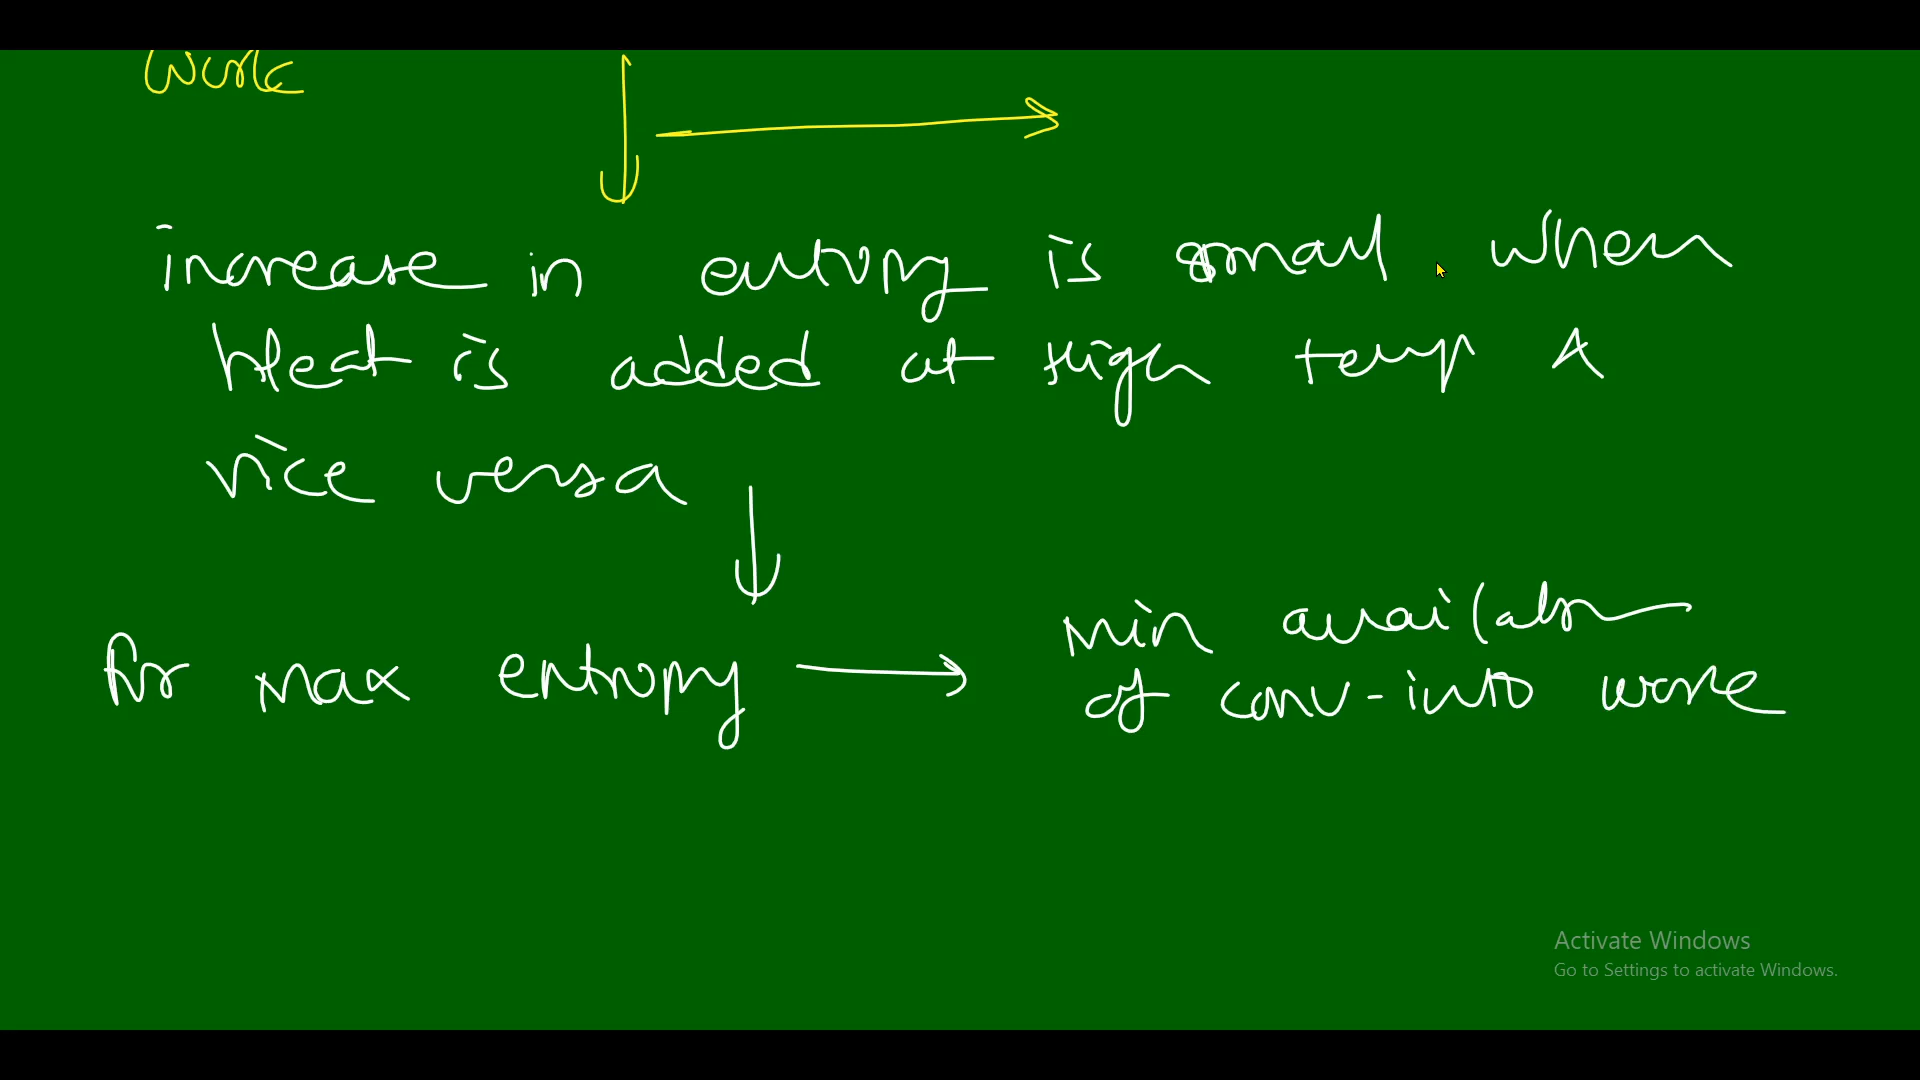 work
increase in entropy is small when
Heat is added at High temp &
vice versa
for max entropy → min
of conv-into work
Activate Windows
Go to Settings to activate Windows.